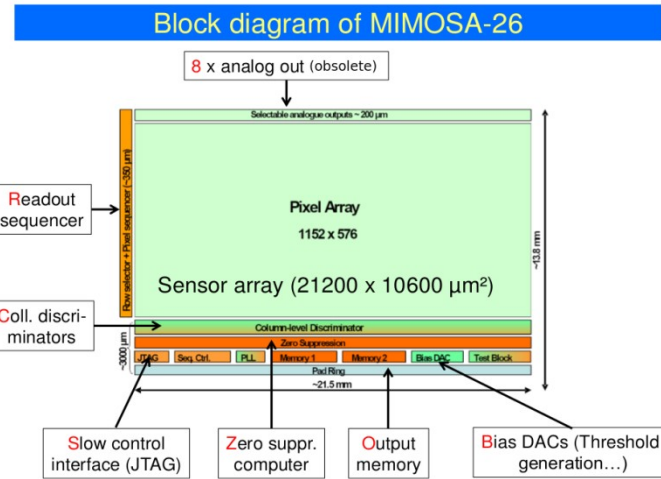 Block diagram of MIMOSA-26
8 x analog out (obsolete)
Selectable analogue outputs ~ 200 µm
Row selector + Pixel sequencer (~350 µm)
Readout
sequencer
Pixel Array
1152 x 576
~13.8 mm
Sensor array (21200 x 10600 µm²)
Coll. discri-
minators
Column-level Discriminator
Zero Suppression
~3000 µm
JTAG
Seq. Ctrl.
PLL
Memory 1
Memory 2
Bias DAC
Test Block
Pad Ring
~21.5 mm
Slow control
interface (JTAG)
Zero suppr.
computer
Output
memory
Bias DACs (Threshold
generation…)